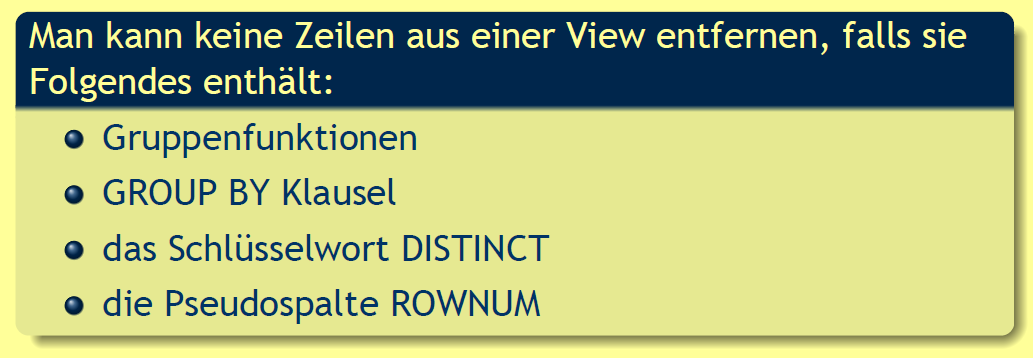 Man kann keine Zeilen aus einer View entfernen, falls sie
Folgendes enthält:
Gruppenfunktionen
GROUP BY Klausel
das Schlüsselwort DISTINCT
die Pseudospalte ROWNUM